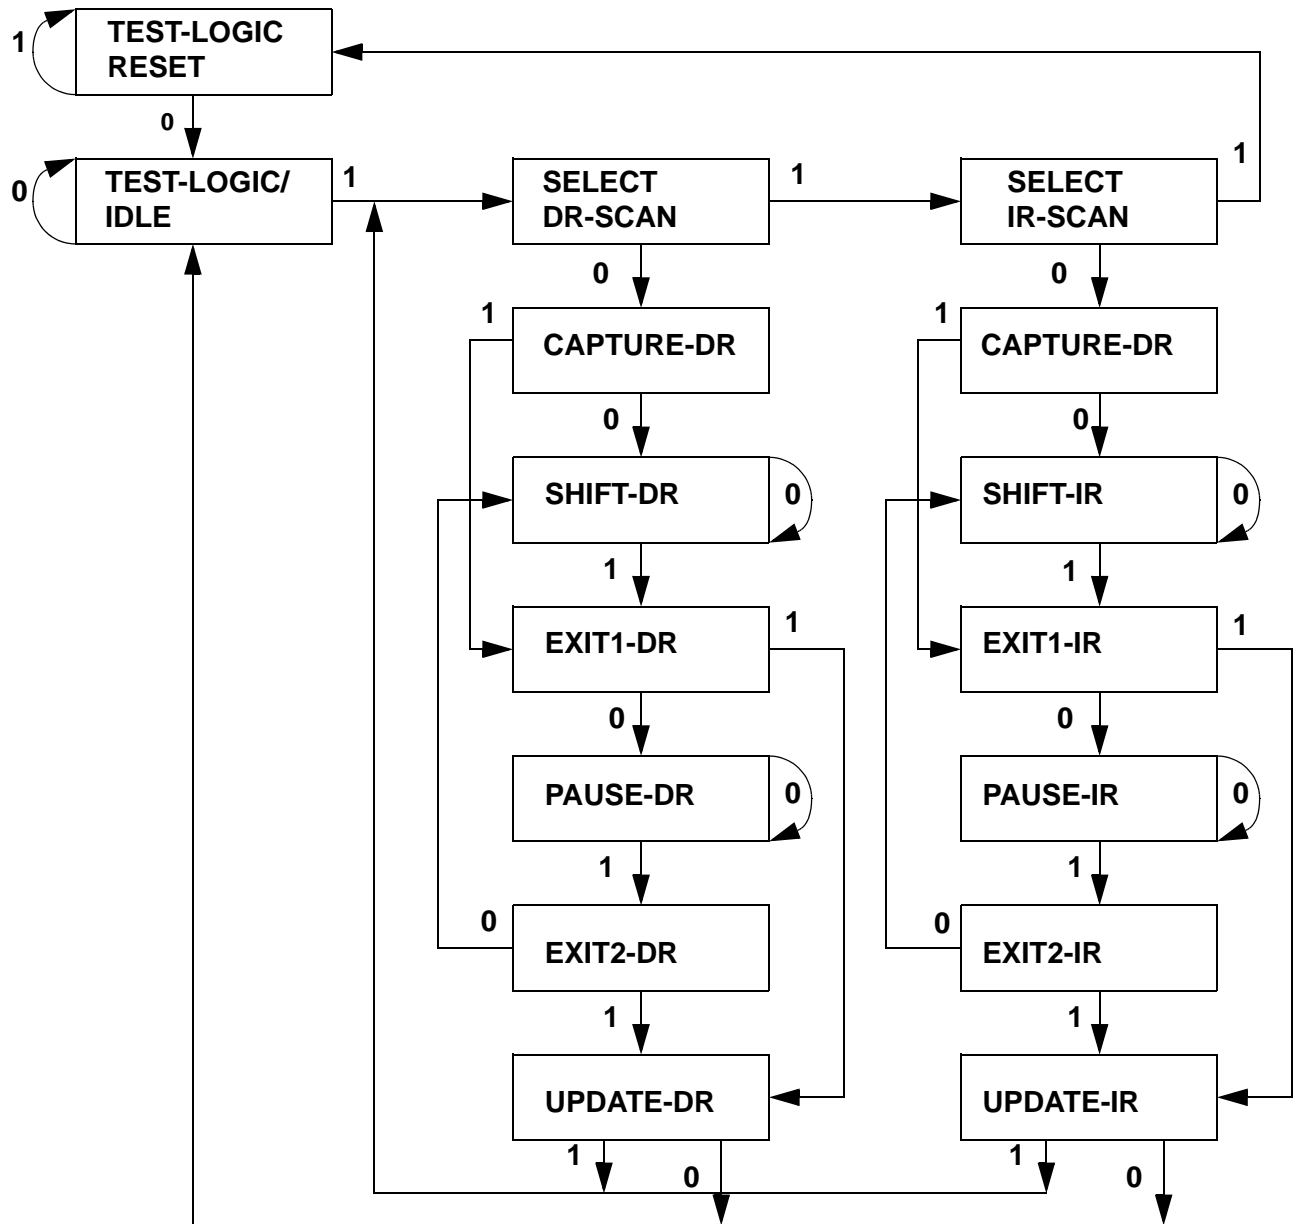 1
TEST-LOGIC
RESET
0
0
TEST-LOGIC/
IDLE
1
SELECT
DR-SCAN
1
SELECT
IR-SCAN
1
0
0
1
CAPTURE-DR
1
CAPTURE-DR
0
0
SHIFT-DR
0
SHIFT-IR
0
1
1
EXIT1-DR
1
EXIT1-IR
1
0
0
PAUSE-DR
0
PAUSE-IR
0
1
1
0
EXIT2-DR
0
EXIT2-IR
1
1
UPDATE-DR
UPDATE-IR
1
0
1
0